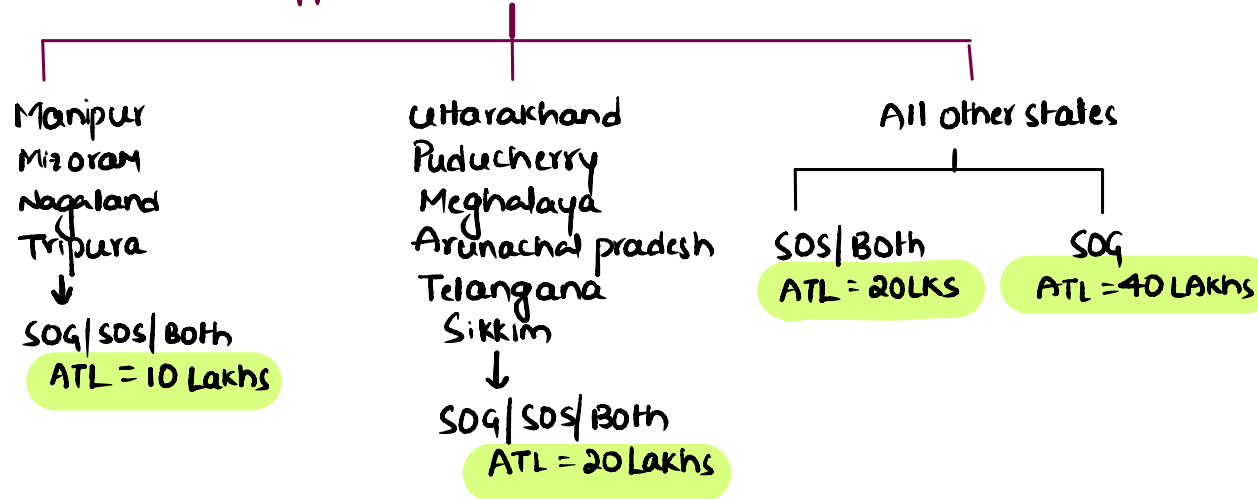 Manipur
Mizoram
Nagaland
Tripura
SOG/SOS/Both
ATL = 10 Lakhs
Uttarakhand
Puducherry
Meghalaya
Arunachal pradesh
Telangana
Sikkim
SOG/SOS/Both
ATL = 20 Lakhs
All other states
SOS/Both
ATL = 20LKS
SOG
ATL = 40 LAKhs